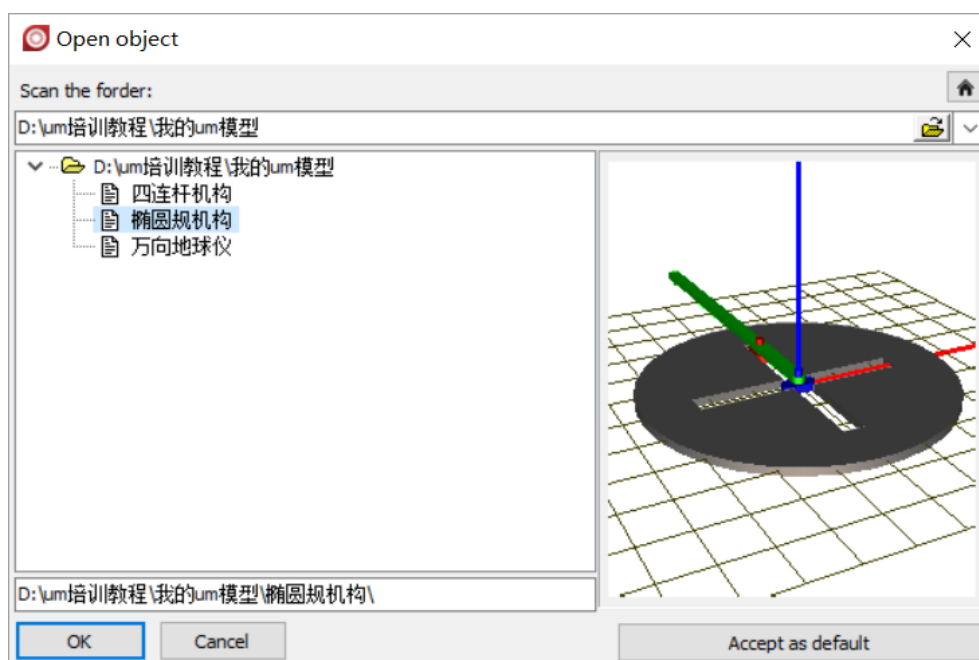 Open object
Scan the forder:
D:\um培训教程\我的um模型
D:\um培训教程\我的um模型
四连杆机构
椭圆规机构
万向地球仪
D:\um培训教程\我的um模型\椭圆规机构\
OK
Cancel
Accept as default